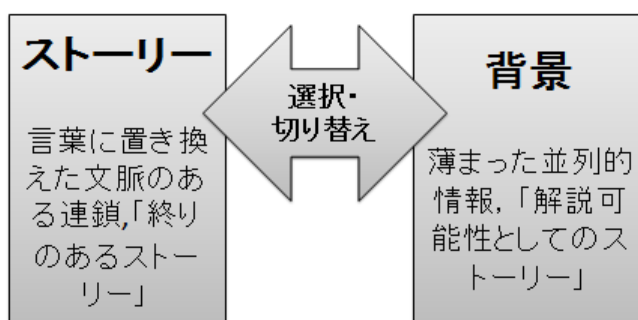 ストーリー
言葉に置き換
えた文脈のあ
る連鎖,「終り
のあるストー
リー」
選択・
切り替え
背景
薄まった並列的
情報,「解説可
能性としてのス
トーリー」